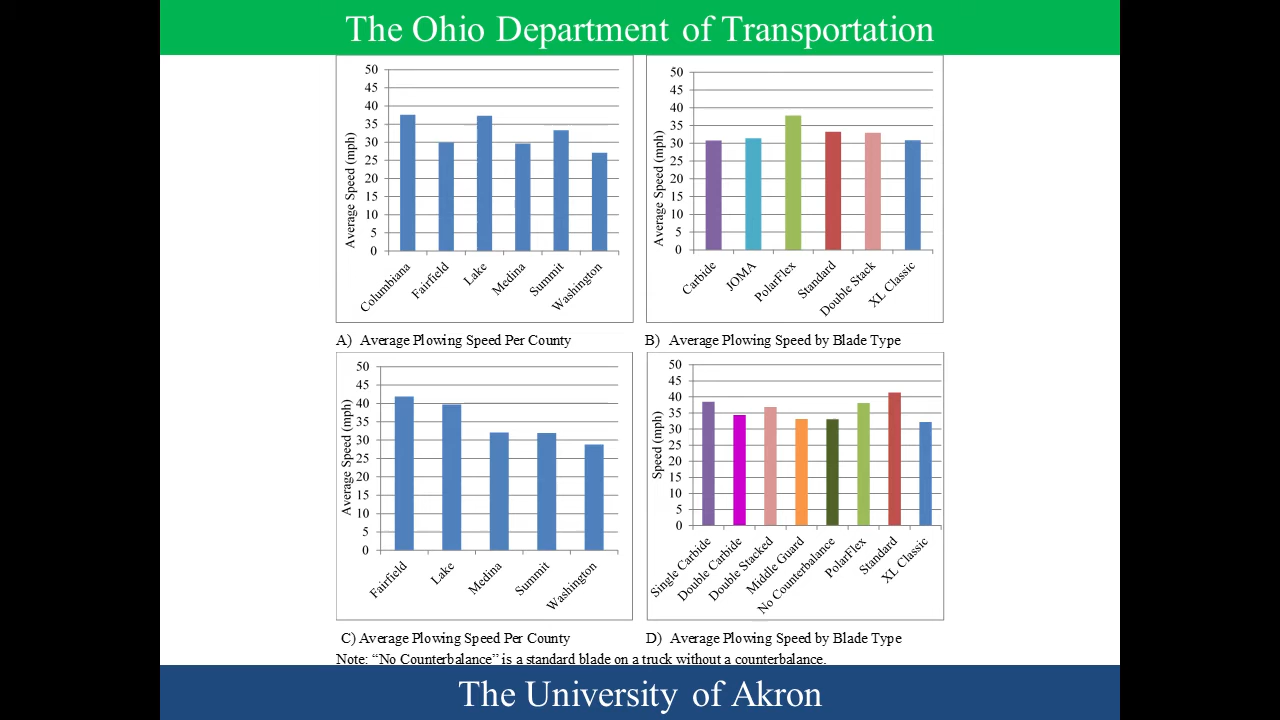 The Ohio Department of Transportation
50
45
40
35
30
25
20
15
10
5
0
Average Speed (mph)
Columbiana
Fairfield
Lake
Medina
Summit
Washington
A) Average Plowing Speed Per County
50
45
40
35
30
25
20
15
10
5
0
Average Speed (mph)
Carbide
JOMA
PolarFlex
Standard
Double Stack
XL Classic
B) Average Plowing Speed by Blade Type
50
45
40
35
30
25
20
15
10
5
0
Average Speed (mph)
Fairfield
Lake
Medina
Summit
Washington
C) Average Plowing Speed Per County
50
45
40
35
30
25
20
15
10
5
0
Speed (mph)
Single Carbide
Double Carbide
Double Stacked
Middle Guard
No Counterbalance
PolarFlex
Standard
XL Classic
D) Average Plowing Speed by Blade Type
Note: “No Counterbalance” is a standard blade on a truck without a counterbalance.
The University of Akron